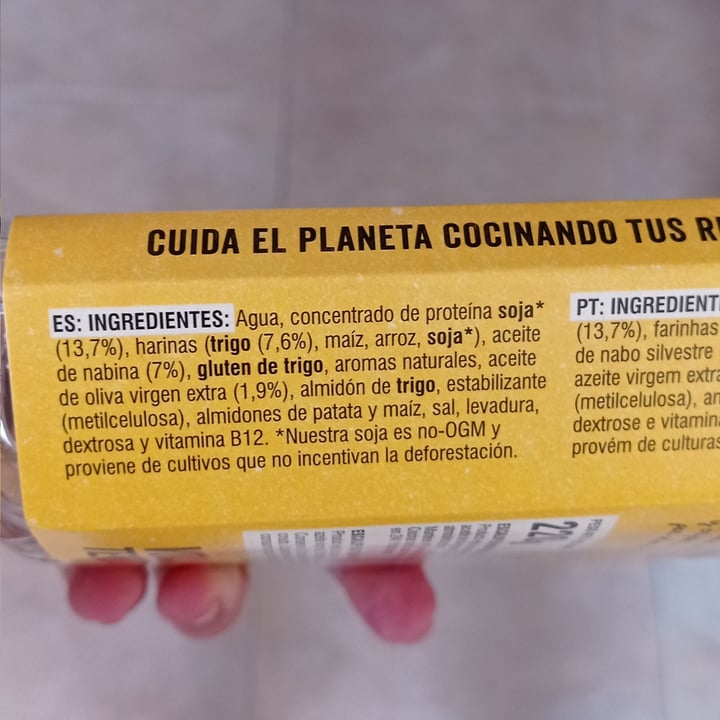 CUIDA EL PLANETA COCINANDO TUS
ES: INGREDIENTES: Agua, concentrado de proteína soja*
(13,7%), harinas (trigo (7,6%), maíz, arroz, soja*), aceite
de nabina (7%), gluten de trigo, aromas naturales, aceite
de oliva virgen extra (1,9%), almidón de trigo, estabilizante
(metilcelulosa), almidones de patata y maíz, sal, levadura,
dextrosa y vitamina B12. *Nuestra soja es no-OGM y
proviene de cultivos que no incentivan la deforestación.
PT: INGREDIENT
(13,7%), farinhas
de nabo silvestre
azeite virgem extra
(metilcelulosa),
dextrose e vitamina
provém de culturas